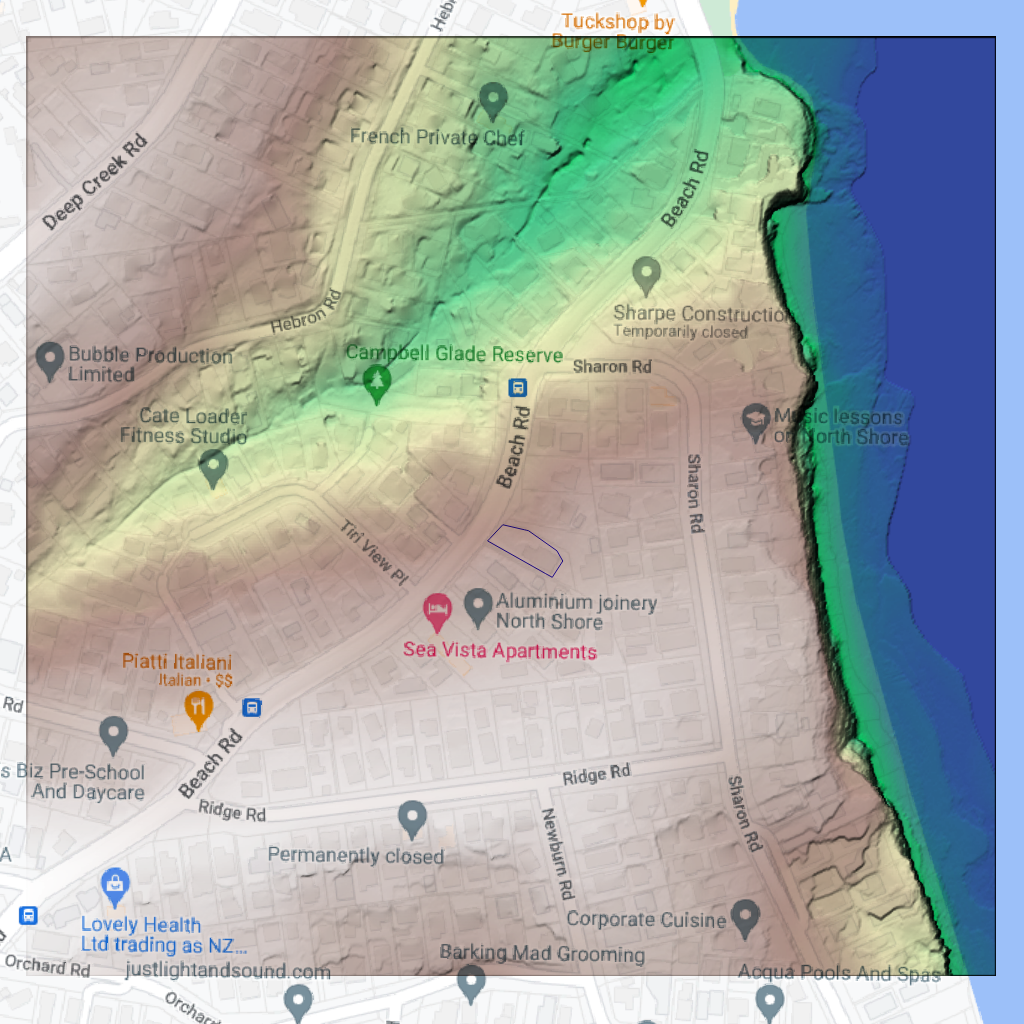 Hebr
Tuckshop by
Burger Burger
French Private Chef
Deep Creek Rd
Beach Rd
Sharpe Constructio
Temporarily closed
Hebron Rd
Bubble Production
Limited
Campbell Glade Reserve
Sharon Rd
Cate Loader
Fitness Studio
Music lessons
on North Shore
Beach Rd
Sharon Rd
Tiri View Pl
Aluminium joinery
North Shore
Sea Vista Apartments
Piatti Italiani
Italian · $$
Rd
Beach Rd
s Biz Pre-School
And Daycare
Ridge Rd
Ridge Rd
Sharon Rd
Newburn Rd
Permanently closed
A
Lovely Health
Ltd trading as NZ...
Corporate Cuisine
Barking Mad Grooming
Orchard Rd
justlightandsound.com
Acqua Pools And Spas
Orchar